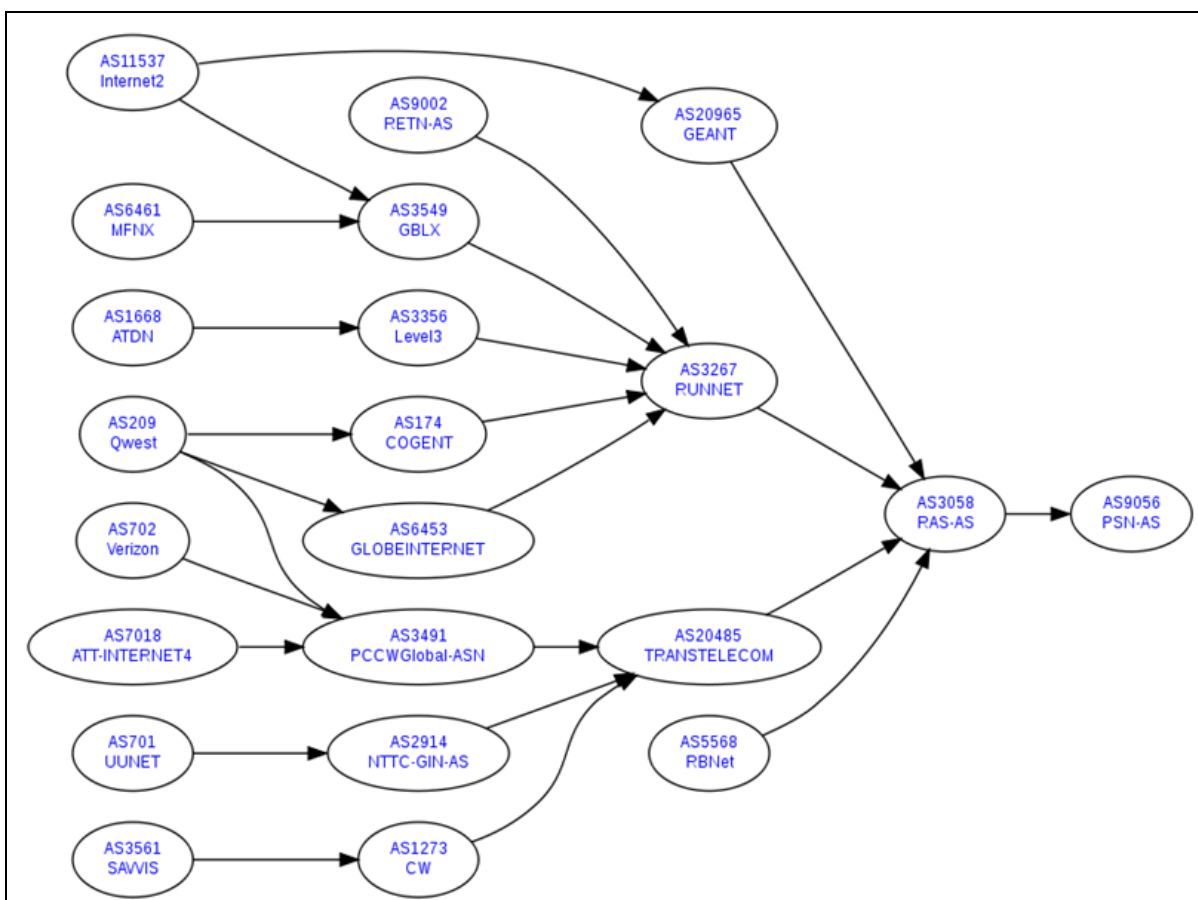 AS11537
Internet2
AS9002
RETN-AS
AS20965
GEANT
AS6461
MFNX
AS3549
GBLX
AS1668
ATDN
AS3356
Level3
AS3267
RUNNET
AS209
Qwest
AS174
COGENT
AS3058
RAS-AS
AS9056
PSN-AS
AS702
Verizon
AS6453
GLOBEINTERNET
AS7018
ATT-INTERNET4
AS3491
PCCWGlobal-ASN
AS20485
TRANSTELECOM
AS701
UUNET
AS2914
NTTC-GIN-AS
AS5568
RBNet
AS3561
SAVVIS
AS1273
CW